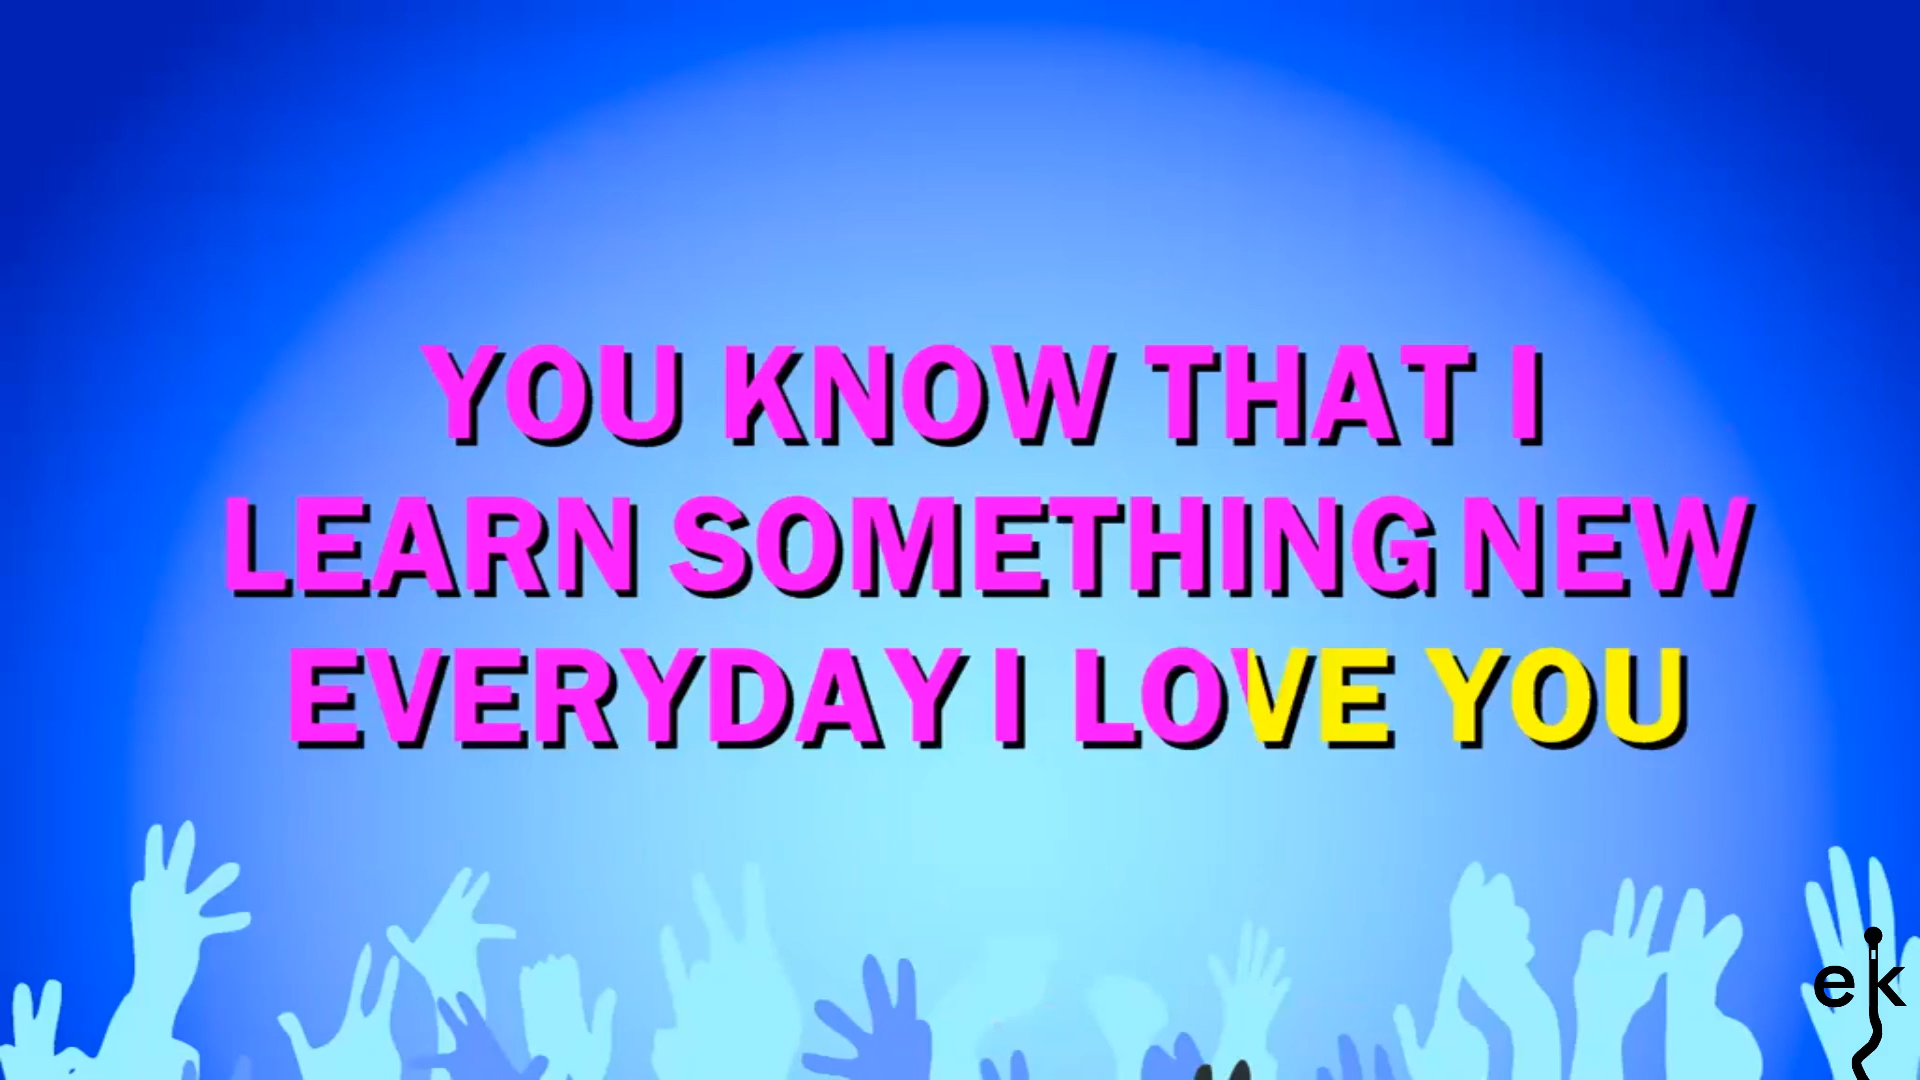 YOU KNOW THAT I
LEARN SOMETHING NEW
EVERYDAY I LOVE YOU
ek